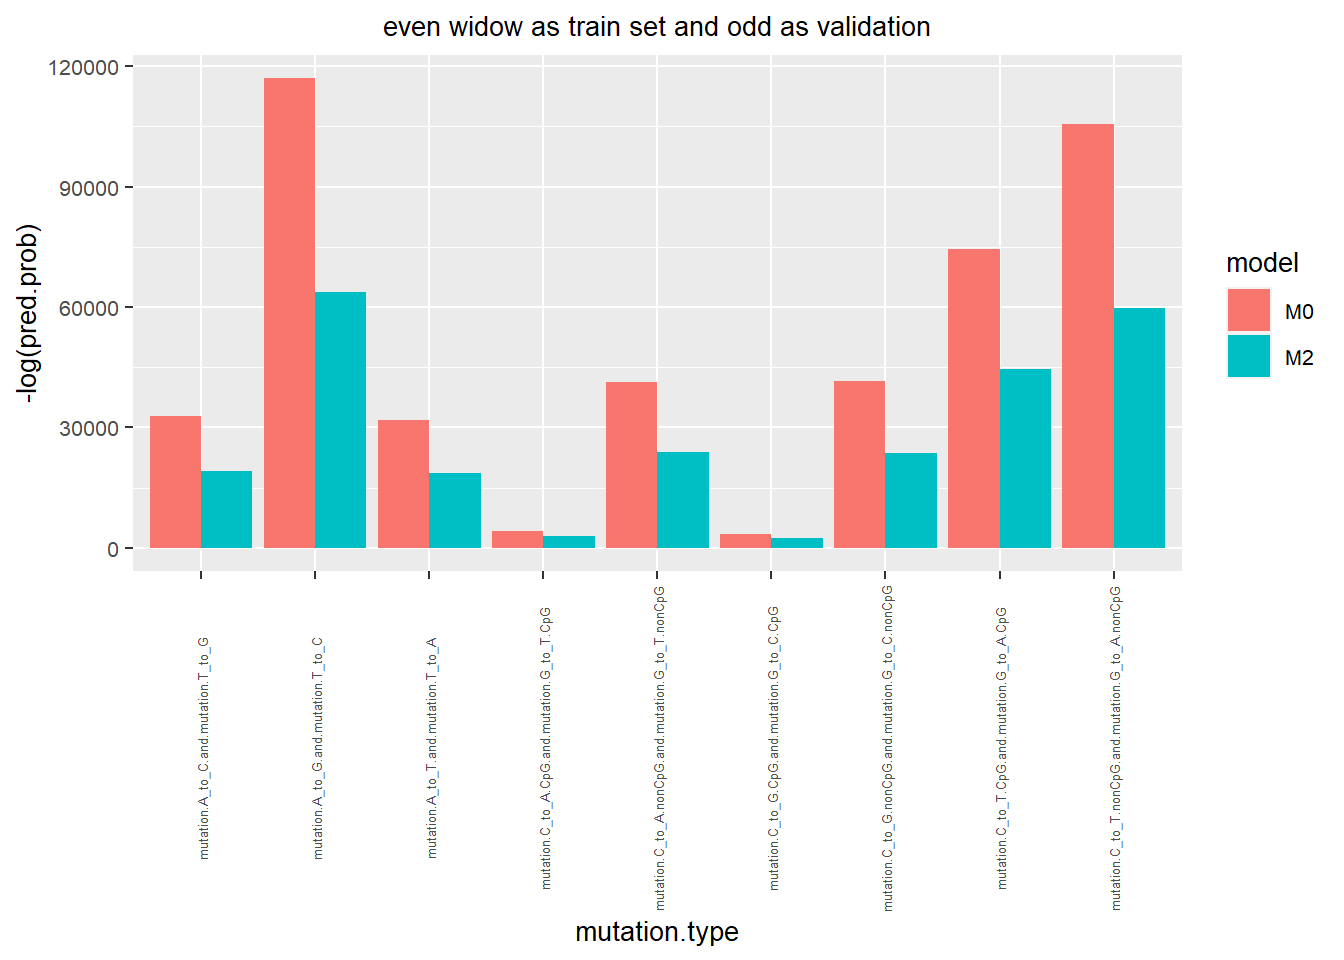 even widow as train set and odd as validation
120000
90000
60000
30000
0
-log(pred.prob)
model
M0
M2
mutation.A_to_C.and.mutation.T_to_G
mutation.A_to_G.and.mutation.T_to_C
mutation.A_to_T.and.mutation.T_to_A
mutation.C_to_A.CpG.and.mutation.G_to_T.CpG
mutation.C_to_A.nonCpG.and.mutation.G_to_T.nonCpG
mutation.C_to_G.CpG.and.mutation.G_to_C.CpG
mutation.C_to_G.nonCpG.and.mutation.G_to_C.nonCpG
mutation.C_to_T.CpG.and.mutation.G_to_A.CpG
mutation.C_to_T.nonCpG.and.mutation.G_to_A.nonCpG
mutation.type